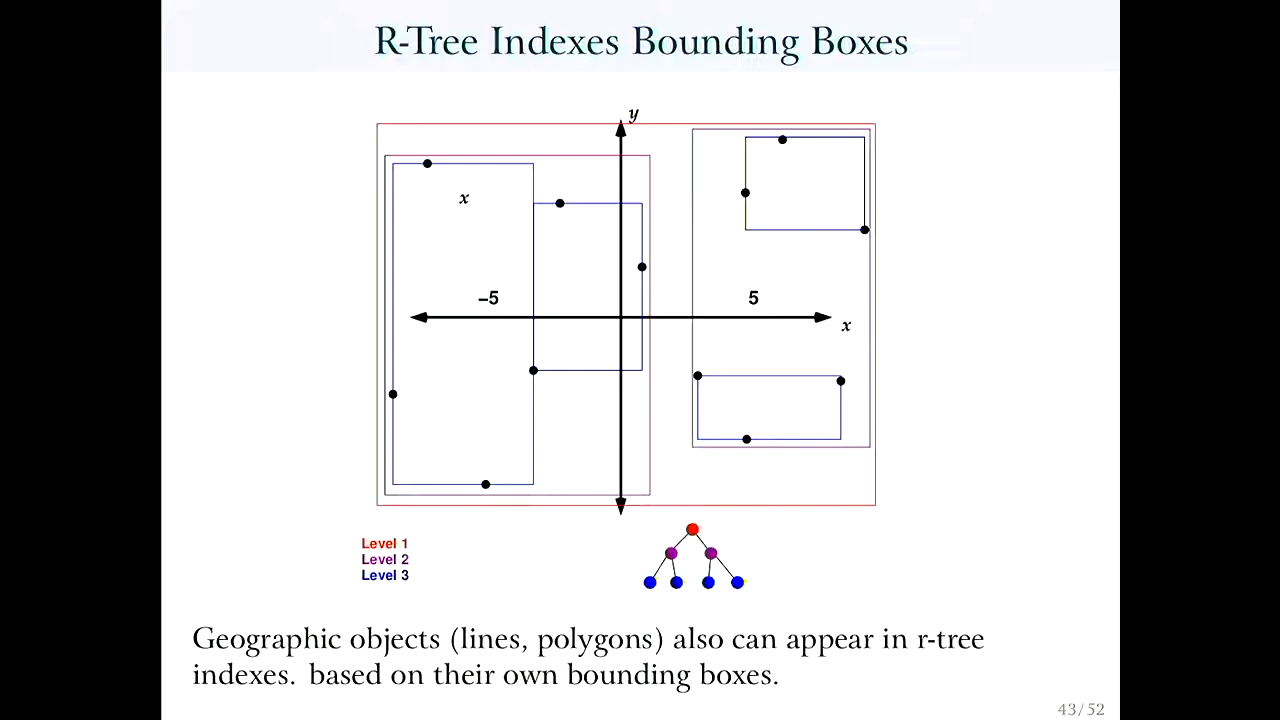 R-Tree Indexes Bounding Boxes
y
x
–5
5
x
Level 1
Level 2
Level 3
Geographic objects (lines, polygons) also can appear in r-tree
indexes. based on their own bounding boxes.
43/52